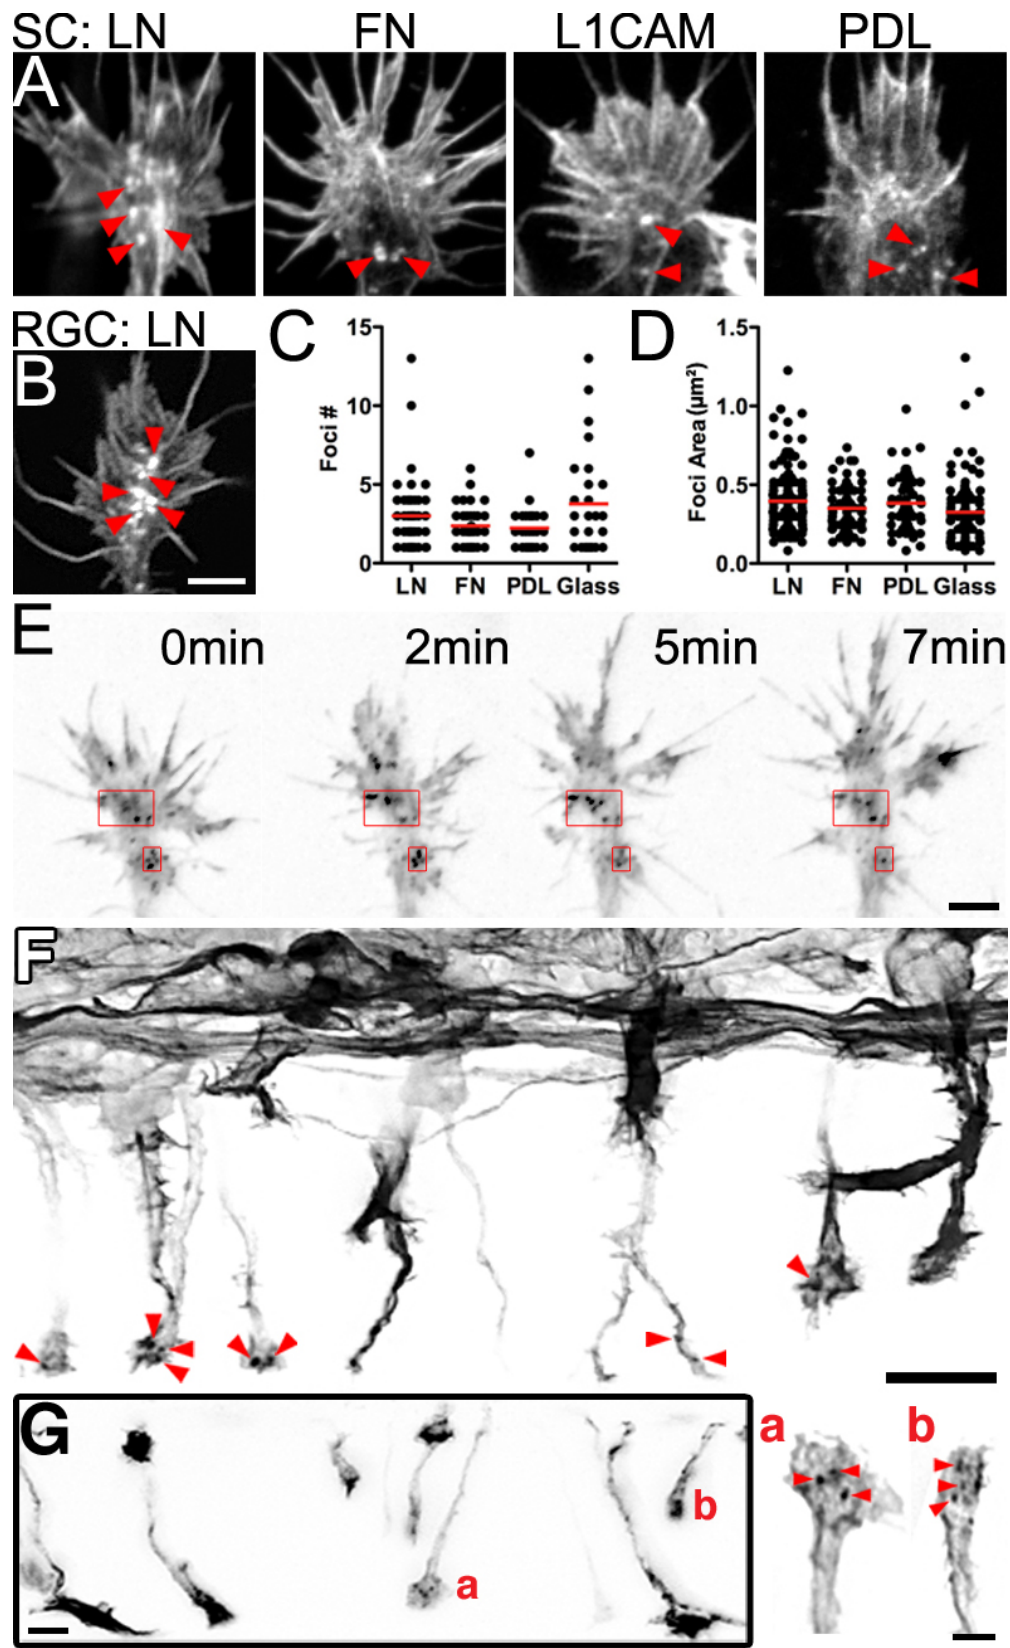 SC: LN FN L1CAM PDL
A
RGC: LN
B
C
Foci #
15
10
5
0
LN FN PDL Glass
D
Foci Area (µm²)
1.5
1.0
0.5
0.0
LN FN PDL Glass
E 0min 2min 5min 7min
F
G
a
b
a b